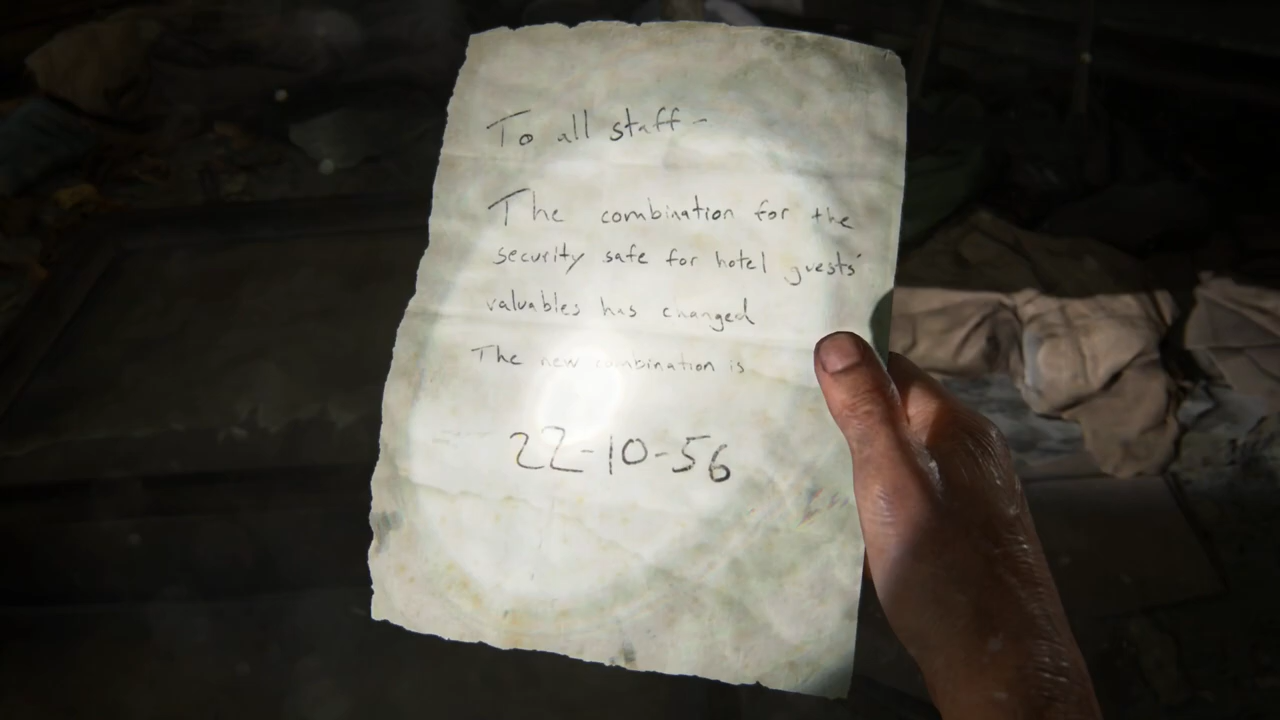 To all staff -
The combination for the
security safe for hotel guests'
valuables has changed
The new combination is
22-10-56